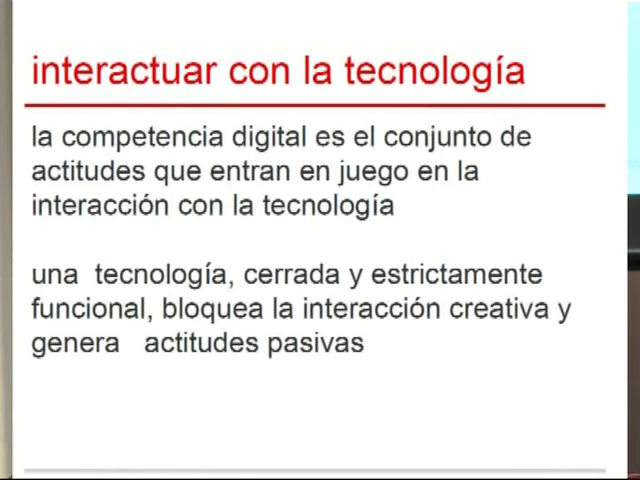 interactuar con la tecnología
la competencia digital es el conjunto de
actitudes que entran en juego en la
interacción con la tecnología
una tecnología, cerrada y estrictamente
funcional, bloquea la interacción creativa y
genera actitudes pasivas